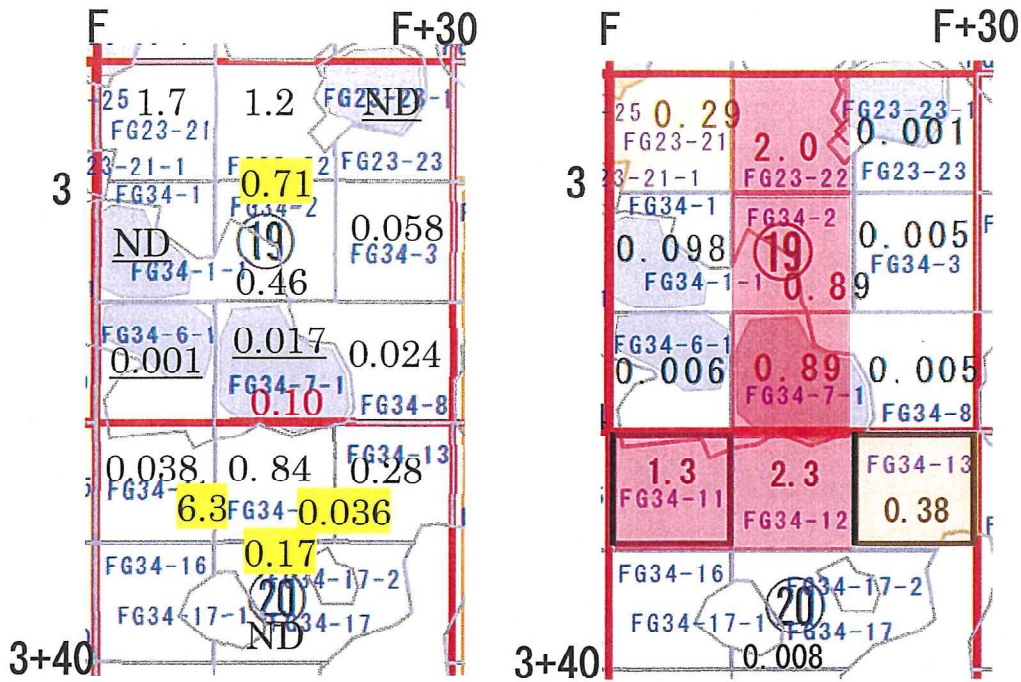 F
F+30
-25
1.7
1.2
ND
FG23-21
23-21-1
FG23-23
0.71
3
FG34-1
FG34-2
ND
19
0.058
FG34-3
0.46
FG34-6-1
0.001
0.017
0.024
FG34-7-1
0.10
FG34-8
0.038
0.84
0.28
FG34-13
6.3
0.036
0.17
FG34-16
FG34-17-2
20
FG34-17-1
FG34-17
ND
3+40
F
F+30
-25
0.29
FG23-21
2.0
FG23-23-1
0.001
3-21-1
FG23-22
FG23-23
3
FG34-1
FG34-2
0.098
19
0.005
FG34-3
FG34-1-1
0.89
FG34-6-1
0.006
0.89
0.005
FG34-7-1
FG34-8
1.3
2.3
FG34-13
FG34-11
FG34-12
0.38
FG34-16
FG34-17-2
20
FG34-17-1
FG34-17
0.008
3+40